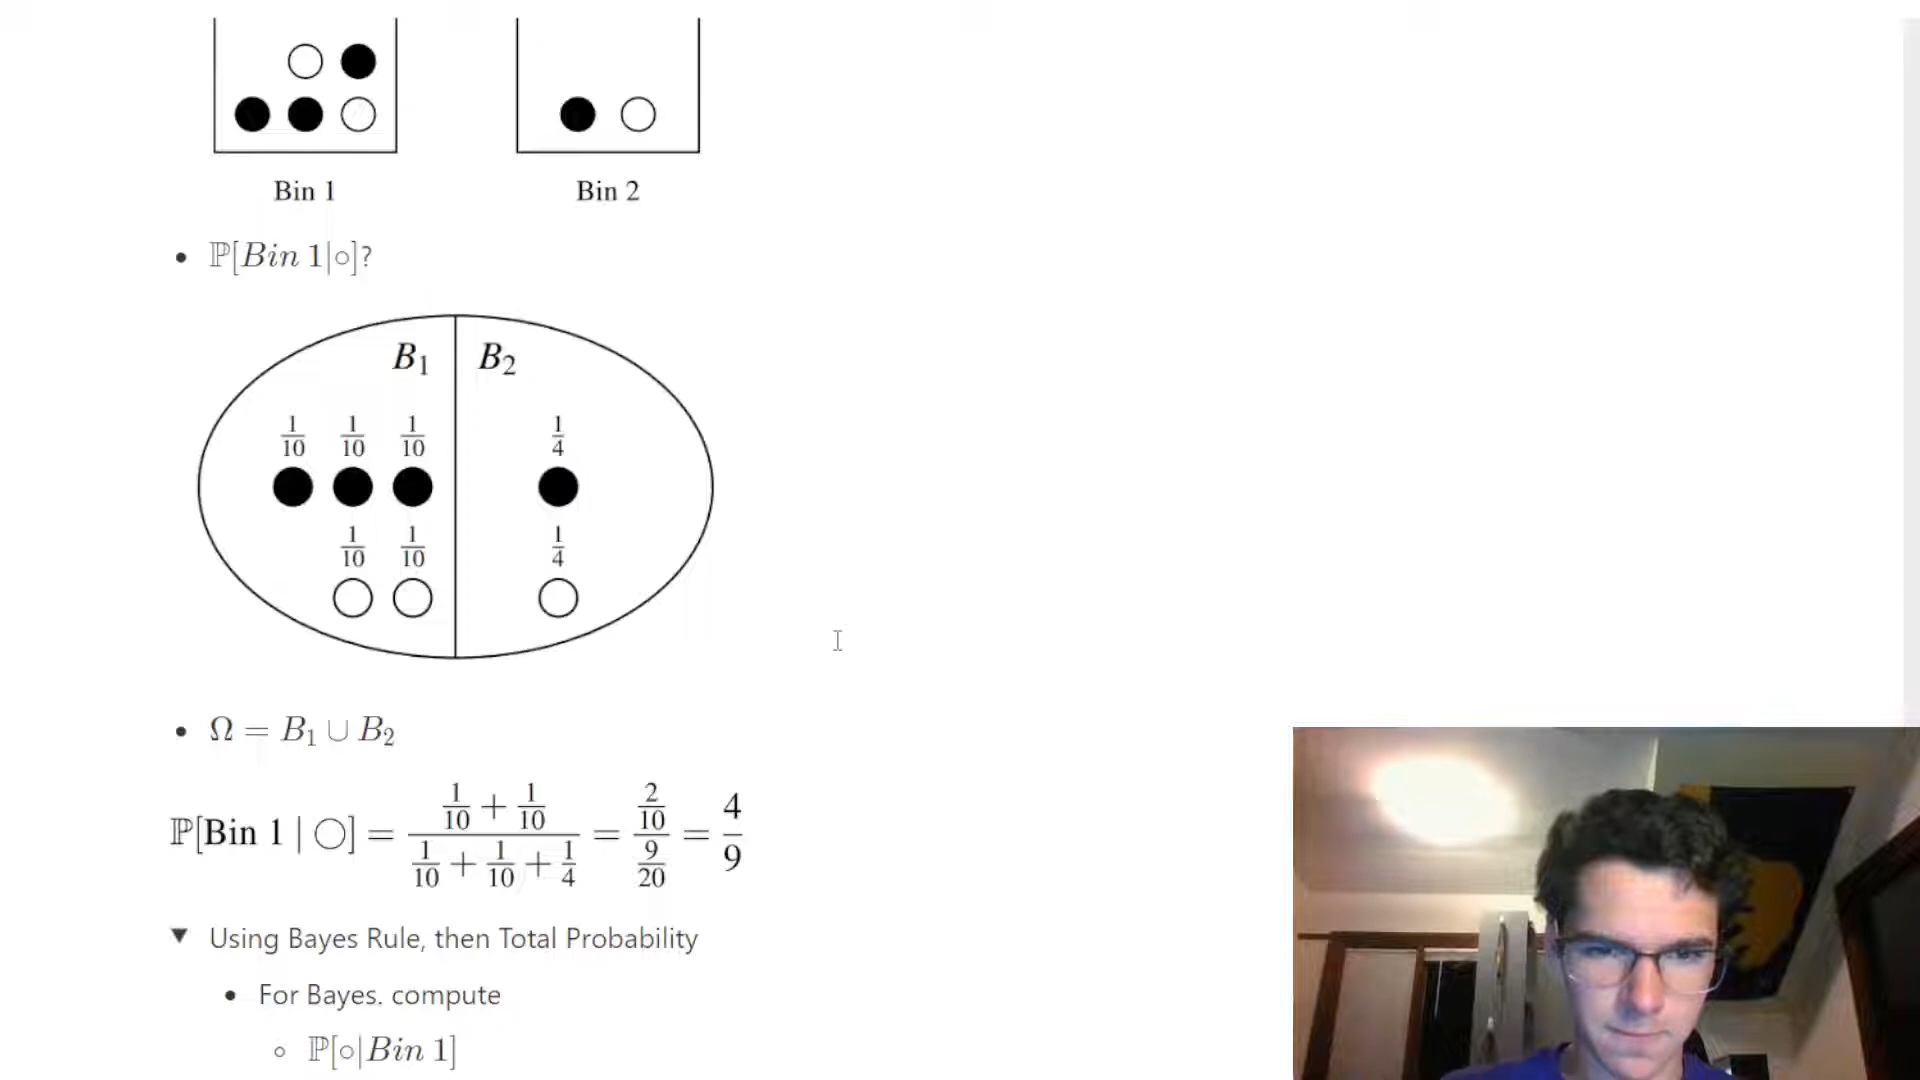 Bin 1 Bin 2
• ℙ[Bin 1|○]?
B₁ B₂
1/10 1/10 1/10 1/4
1/10 1/10 1/4
• Ω = B₁ ∪ B₂
ℙ[Bin 1 | ○] = (1/10 + 1/10)/(1/10 + 1/10 + 1/4) = (2/10)/(9/20) = 4/9
▼ Using Bayes Rule, then Total Probability
• For Bayes. compute
○ ℙ[○|Bin 1]